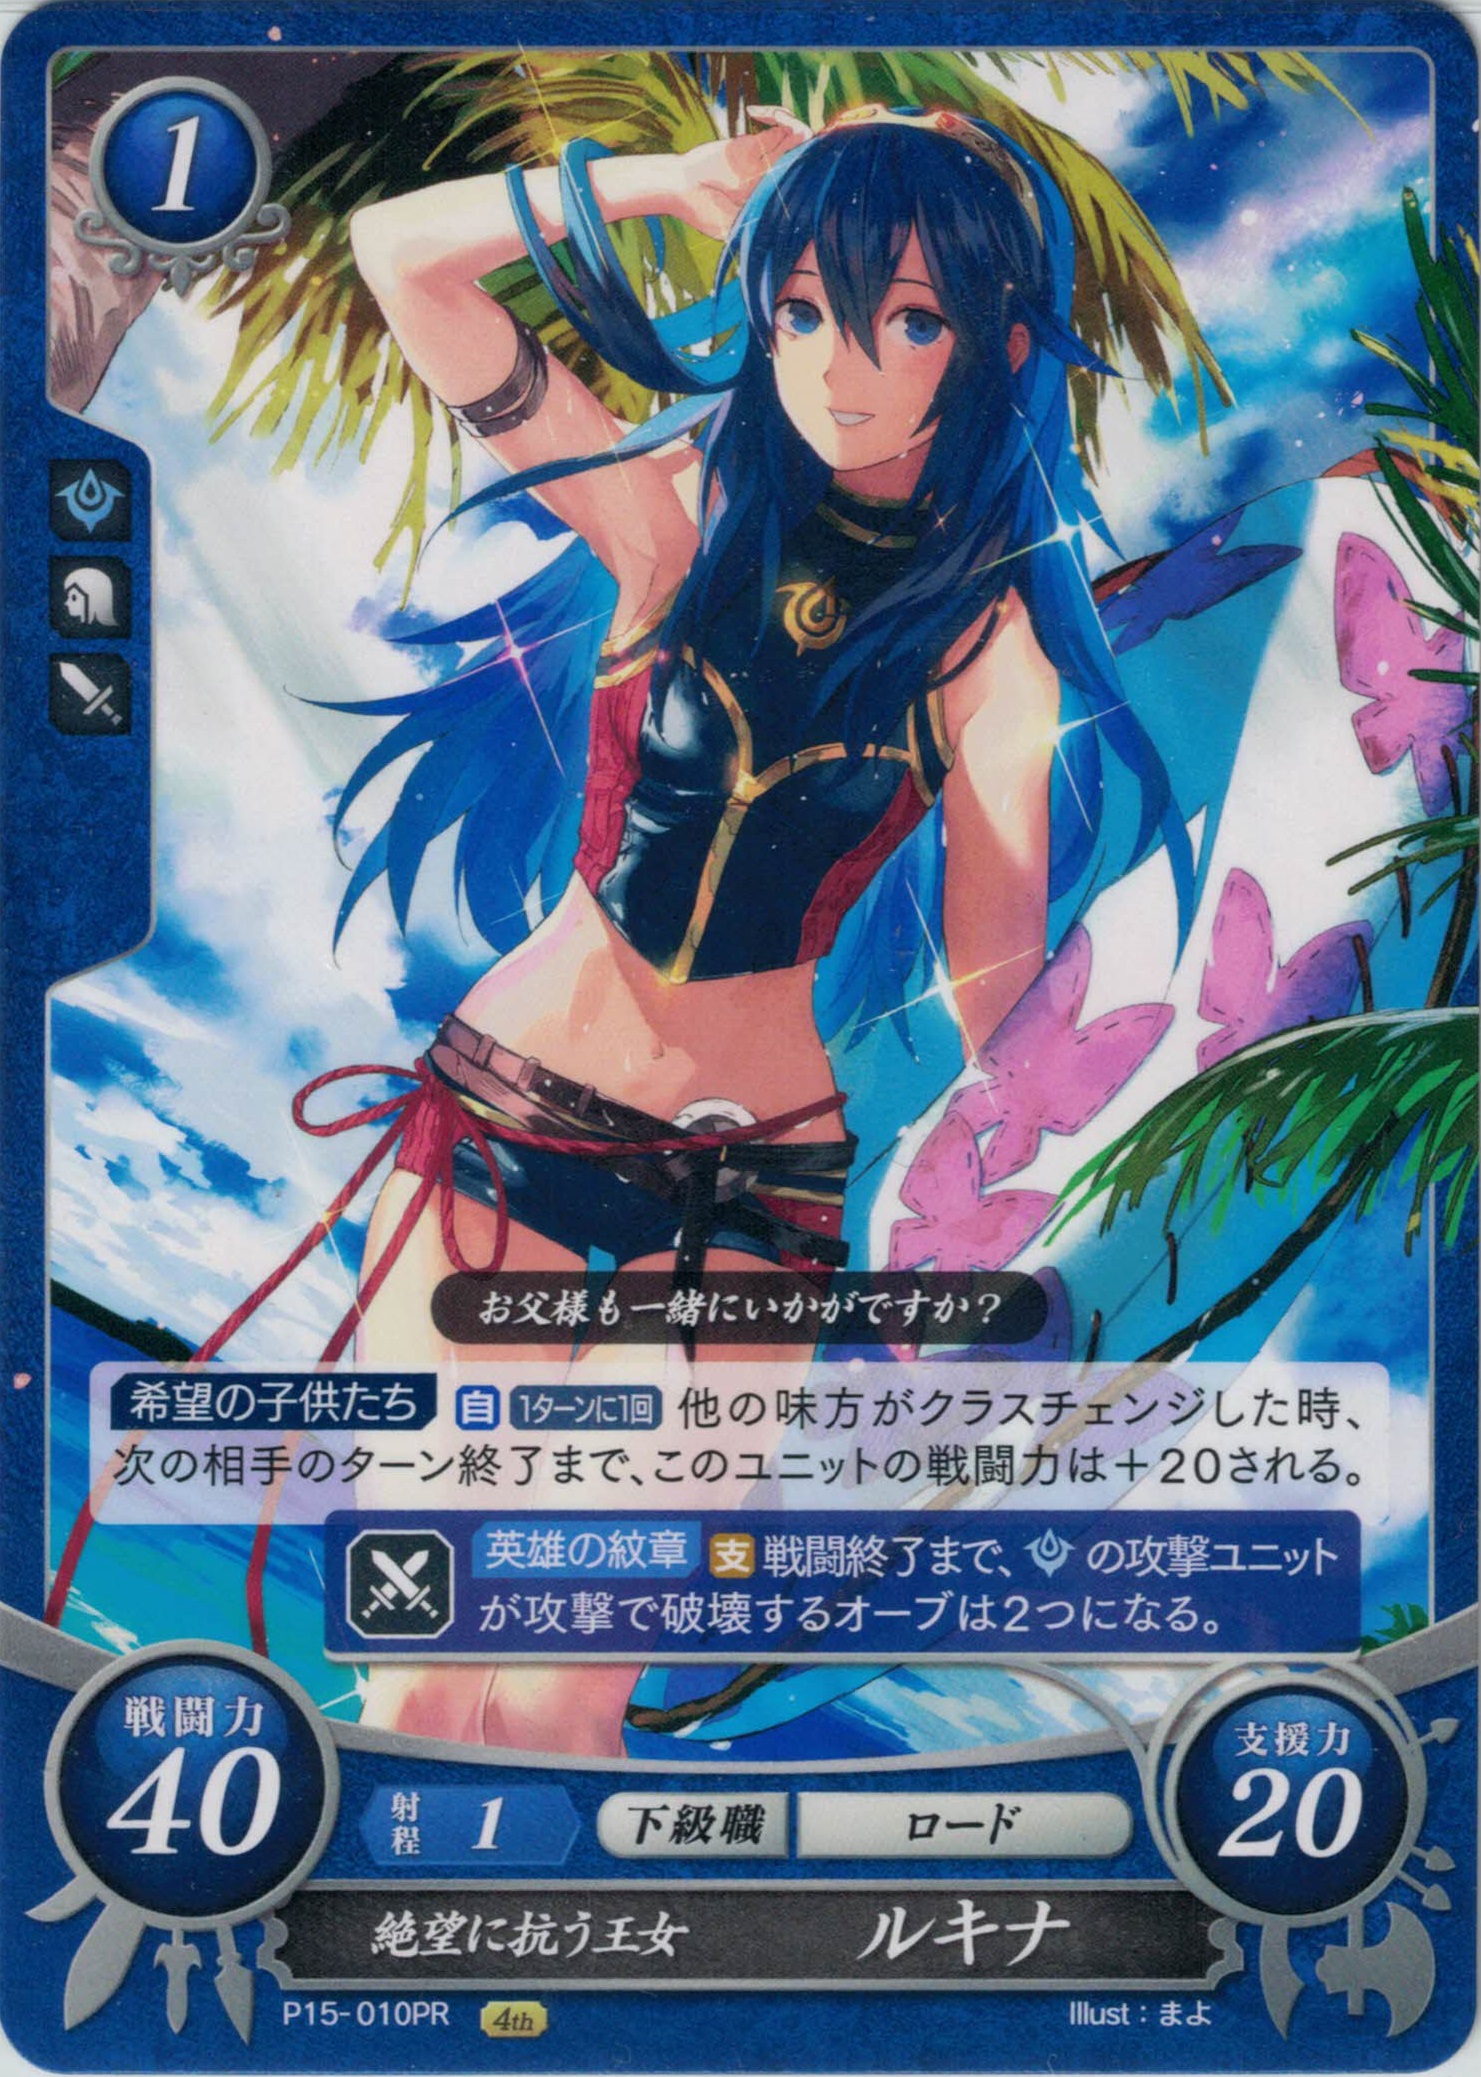 1
お父様も一緒にいかがですか？
希望の子供たち 自 1ターンに1回 他の味方がクラスチェンジした時、
次の相手のターン終了まで、このユニットの戦闘力は＋20される。
英雄の紋章 支 戦闘終了まで、の攻撃ユニット
が攻撃で破壊するオーブは2つになる。
戦闘力
40
射程 1
下級職 ロード
支援力
20
絶望に抗う王女 ルキナ
P15-010PR 4th Illust：まよ